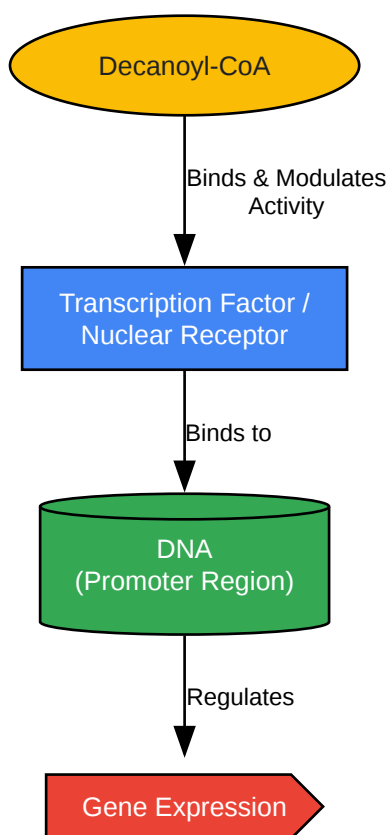 Decanoyl-CoA
Binds & Modulates
Activity
Transcription Factor /
Nuclear Receptor
Binds to
DNA
(Promoter Region)
Regulates
Gene Expression